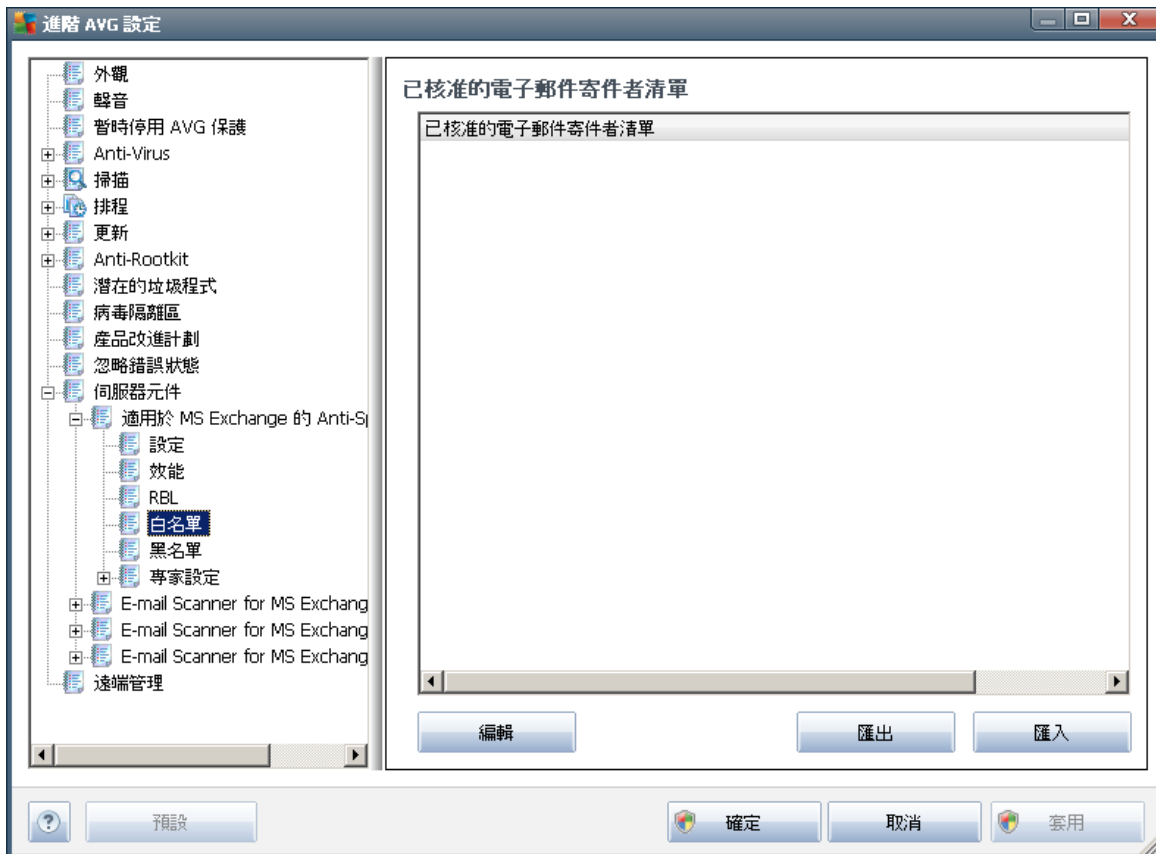 進階 AVG 設定
外觀
聲音
暫時停用 AVG 保護
Anti-Virus
掃描
排程
更新
Anti-Rootkit
潛在的垃圾程式
病毒隔離區
產品改進計劃
忽略錯誤狀態
伺服器元件
適用於 MS Exchange 的 Anti-Sp
設定
效能
RBL
白名單
黑名單
專家設定
E-mail Scanner for MS Exchang
E-mail Scanner for MS Exchang
E-mail Scanner for MS Exchang
遠端管理
已核准的電子郵件寄件者清單
已核准的電子郵件寄件者清單
編輯
匯出
匯入
預設
確定
取消
套用